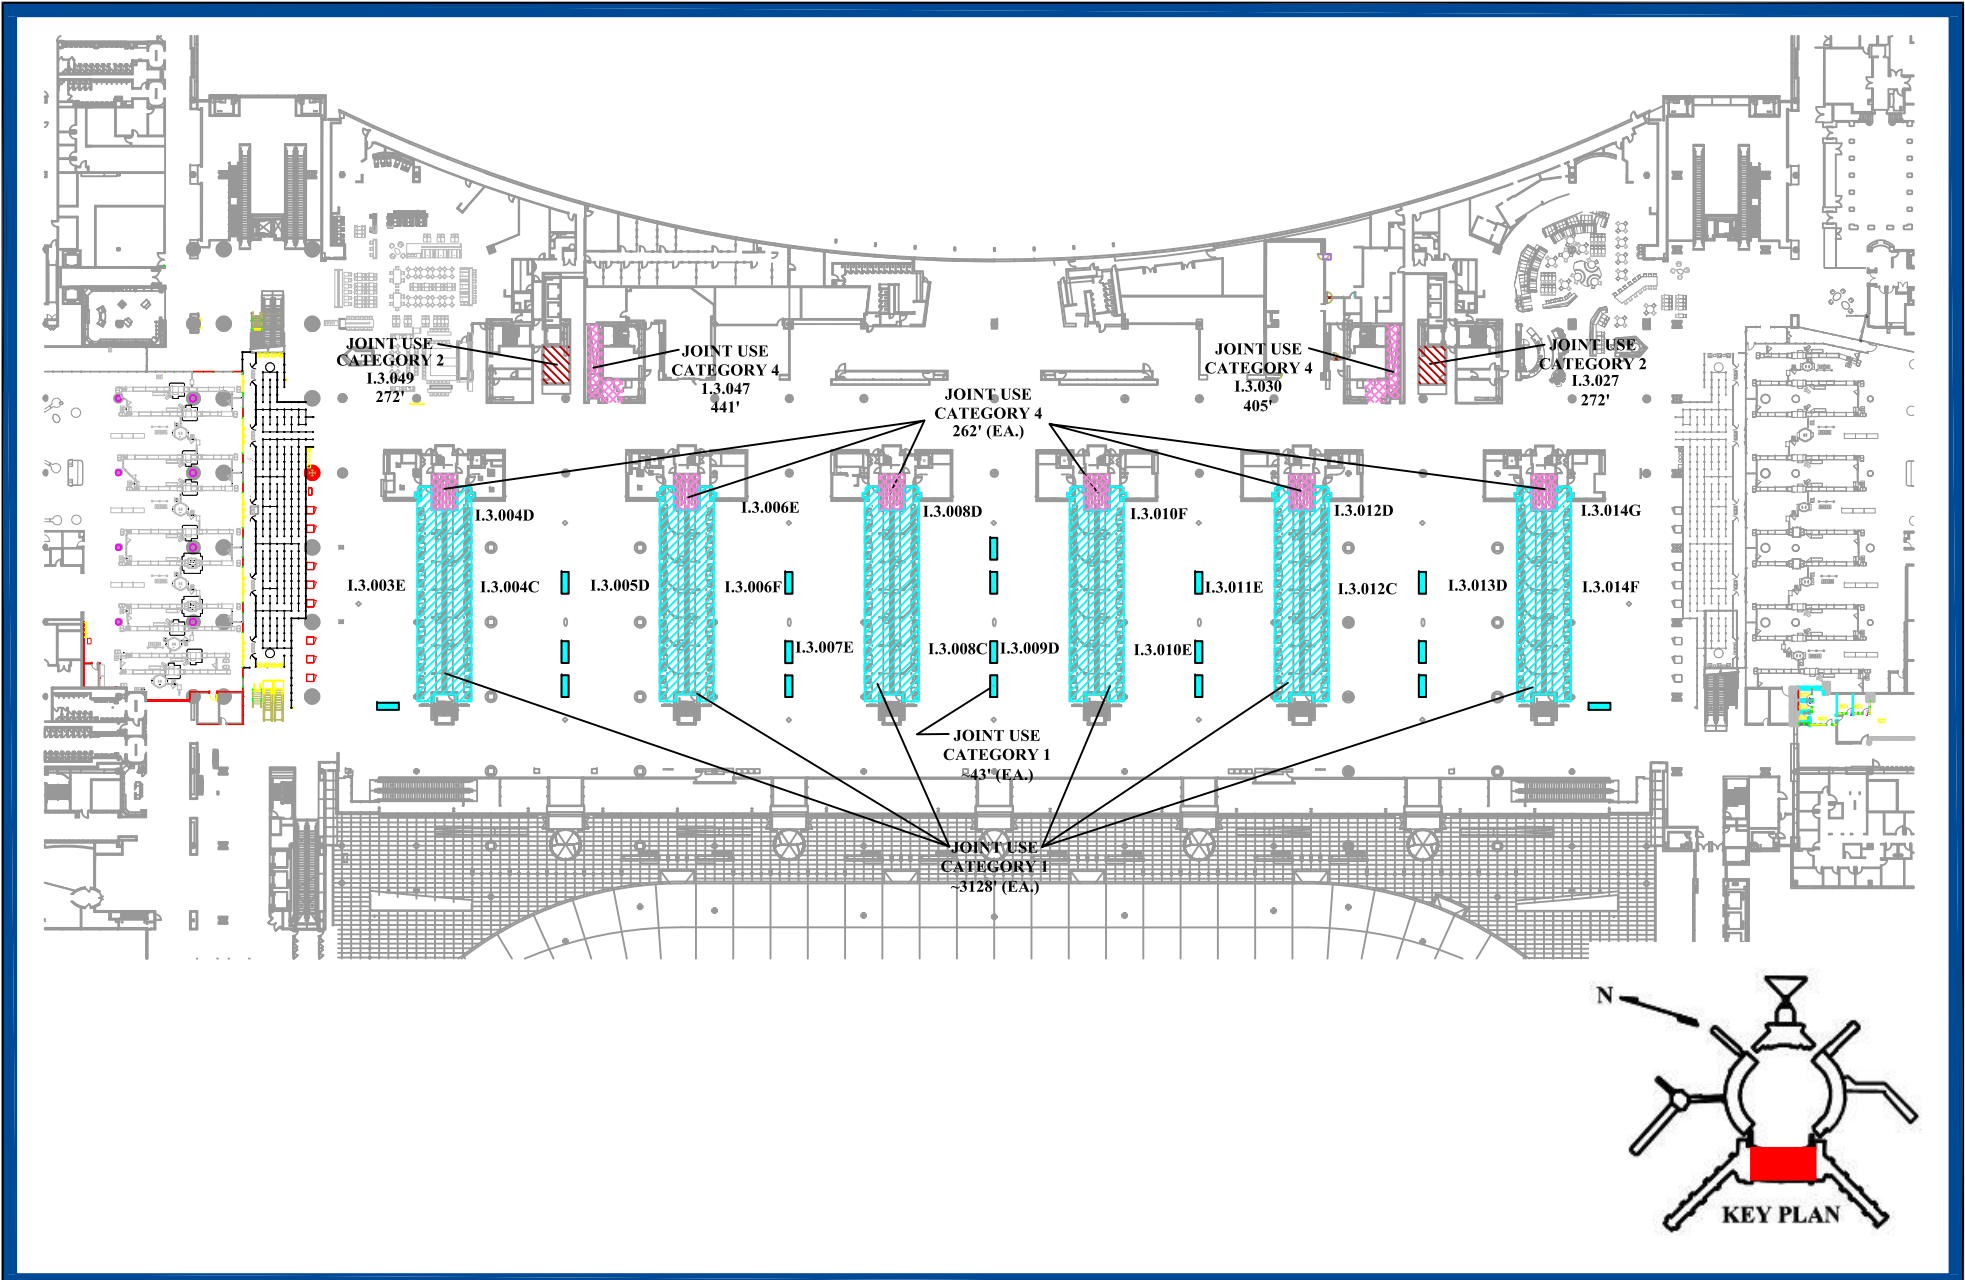 JOINT USE
CATEGORY 2
I.3.049
272'
JOINT USE
CATEGORY 4
1.3.047
441'
JOINT USE
CATEGORY 4
I.3.030
405'
JOINT USE
CATEGORY 2
I.3.027
272'
JOINT USE
CATEGORY 4
262' (EA.)
I.3.004D
I.3.006E
I.3.008D
I.3.010F
I.3.012D
I.3.014G
I.3.003E
I.3.004C
I.3.005D
I.3.006F
I.3.011E
I.3.012C
I.3.013D
I.3.014F
I.3.007E
I.3.008C
I.3.009D
I.3.010E
JOINT USE
CATEGORY 1
~43' (EA.)
JOINT USE
CATEGORY 1
~3128' (EA.)
N
KEY PLAN